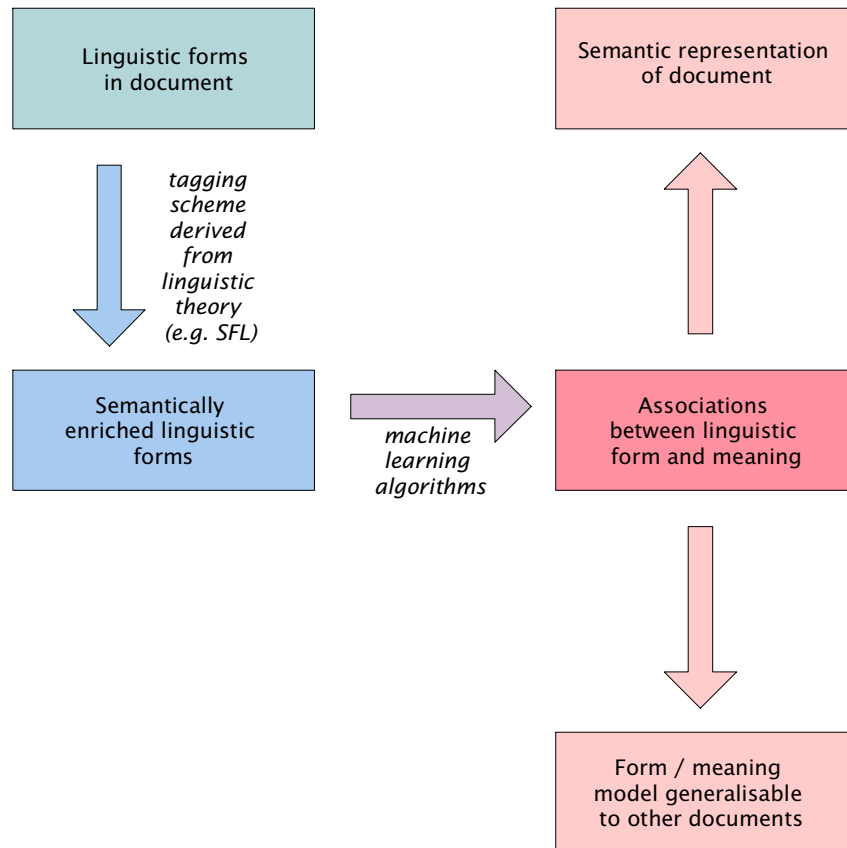 Linguistic forms
in document
Semantic representation
of document
tagging
scheme
derived
from
linguistic
theory
(e.g. SFL)
Semantically
enriched linguistic
forms
machine
learning
algorithms
Associations
between linguistic
form and meaning
Form / meaning
model generalisable
to other documents